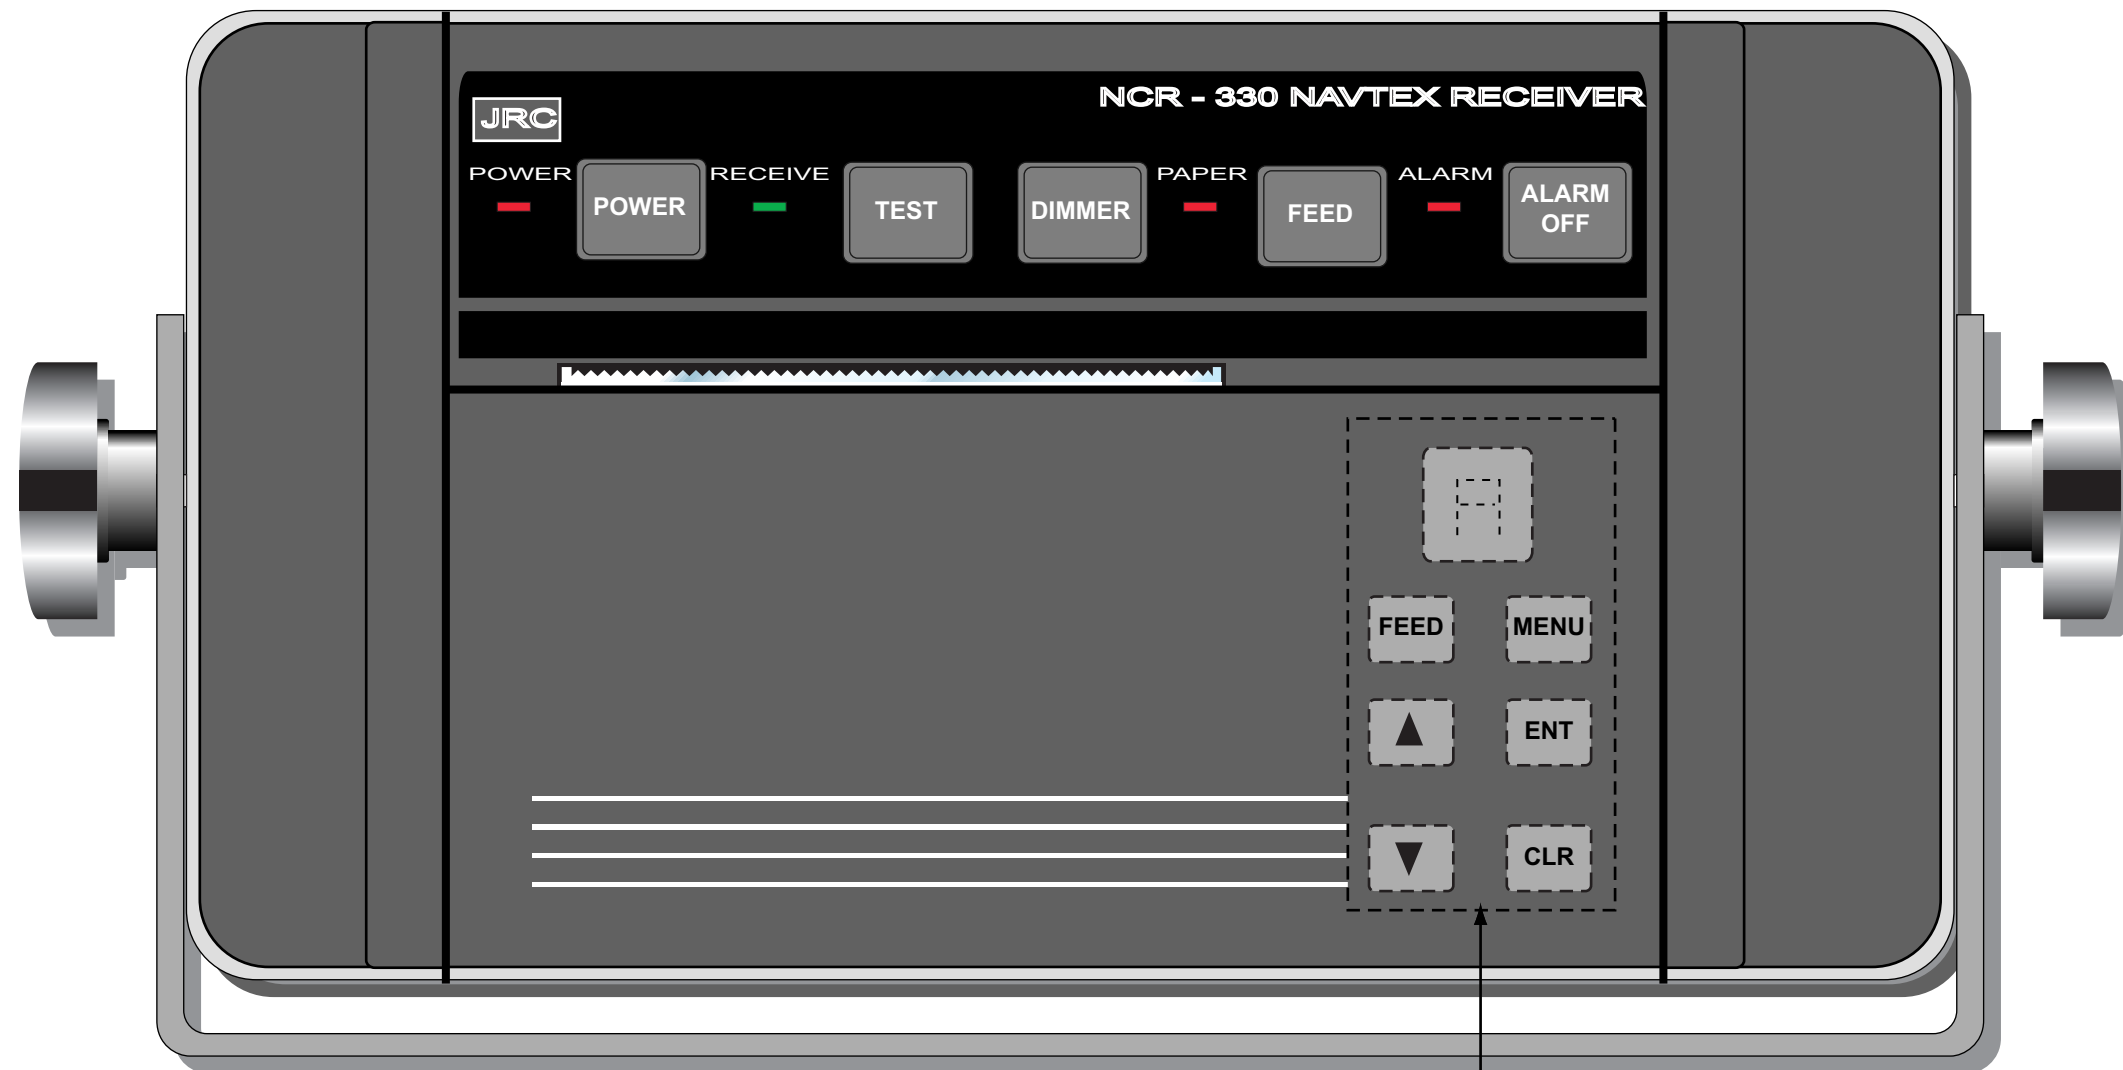 NCR - 330 NAVTEX RECEIVER
JRC
POWER
POWER
RECEIVE
TEST
DIMMER
PAPER
FEED
ALARM
ALARM
OFF
A
FEED
MENU
▲
ENT
▼
CLR